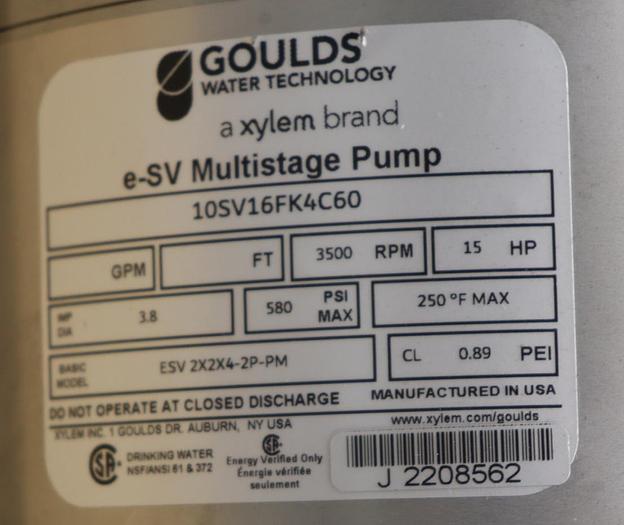 GOULDS
WATER TECHNOLOGY
a xylem brand
e-SV Multistage Pump
10SV16FK4C60
GPM FT 3500 RPM 15 HP
IMP DIA 3.8 580 PSI MAX 250 °F MAX
BASIC MODEL ESV 2X2X4-2P-PM CL 0.89 PEI
DO NOT OPERATE AT CLOSED DISCHARGE MANUFACTURED IN USA
XYLEM INC. 1 GOULDS DR. AUBURN, NY USA www.xylem.com/goulds
DRINKING WATER
NSF/ANSI 61 & 372
Energy Verified Only
Énergie vérifiée
seulement
J 2208562